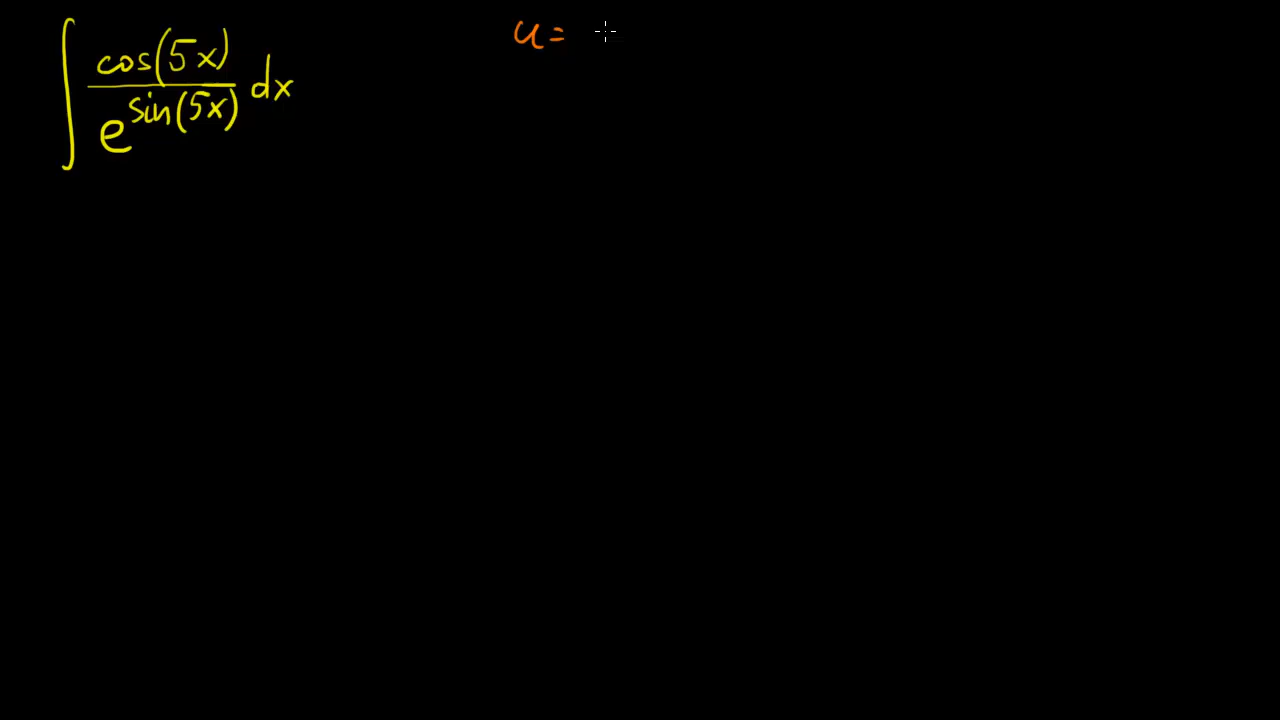 ∫ cos(5x) / e^sin(5x) dx
u =